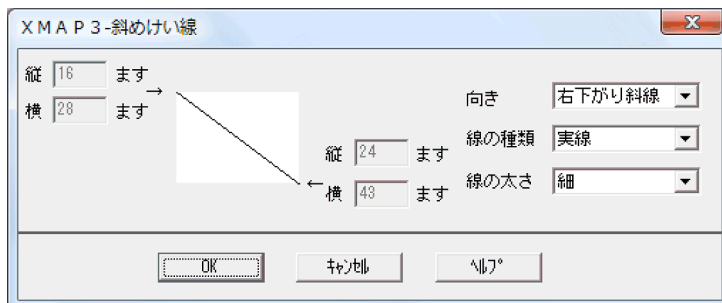 XMAP3-斜めけい線
縦 16 ます
横 28 ます
→
縦 24 ます
←
横 43 ます
向き 右下がり斜線
線の種類 実線
線の太さ 細
OK キャンセル ヘルプ